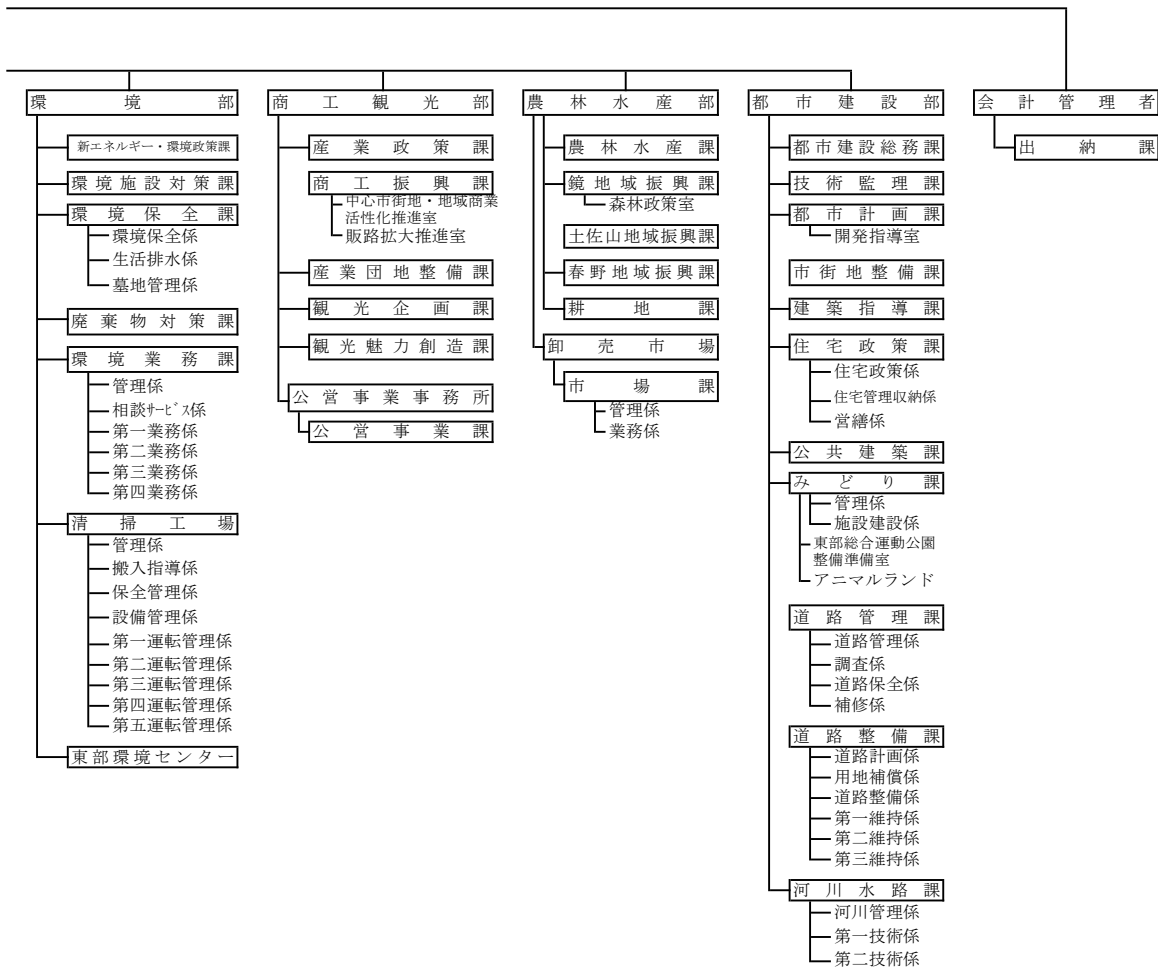 環境部
新エネルギー・環境政策課
環境施設対策課
環境保全課
環境保全係
生活排水係
墓地管理係
廃棄物対策課
環境業務課
管理係
相談ｻｰﾋﾞｽ係
第一業務係
第二業務係
第三業務係
第四業務係
清掃工場
管理係
搬入指導係
保全管理係
設備管理係
第一運転管理係
第二運転管理係
第三運転管理係
第四運転管理係
第五運転管理係
東部環境センター
商工観光部
産業政策課
商工振興課
中心市街地・地域商業
活性化推進室
販路拡大推進室
産業団地整備課
観光企画課
観光魅力創造課
公営事業事務所
公営事業課
農林水産部
農林水産課
鏡地域振興課
森林政策室
土佐山地域振興課
春野地域振興課
耕地課
卸売市場
市場課
管理係
業務係
都市建設部
都市建設総務課
技術監理課
都市計画課
開発指導室
市街地整備課
建築指導課
住宅政策課
住宅政策係
住宅管理収納係
営繕係
公共建築課
みどり課
管理係
施設建設係
東部総合運動公園
整備準備室
アニマルランド
道路管理課
道路管理係
調査係
道路保全係
補修係
道路整備課
道路計画係
用地補償係
道路整備係
第一維持係
第二維持係
第三維持係
河川水路課
河川管理係
第一技術係
第二技術係
会計管理者
出納課